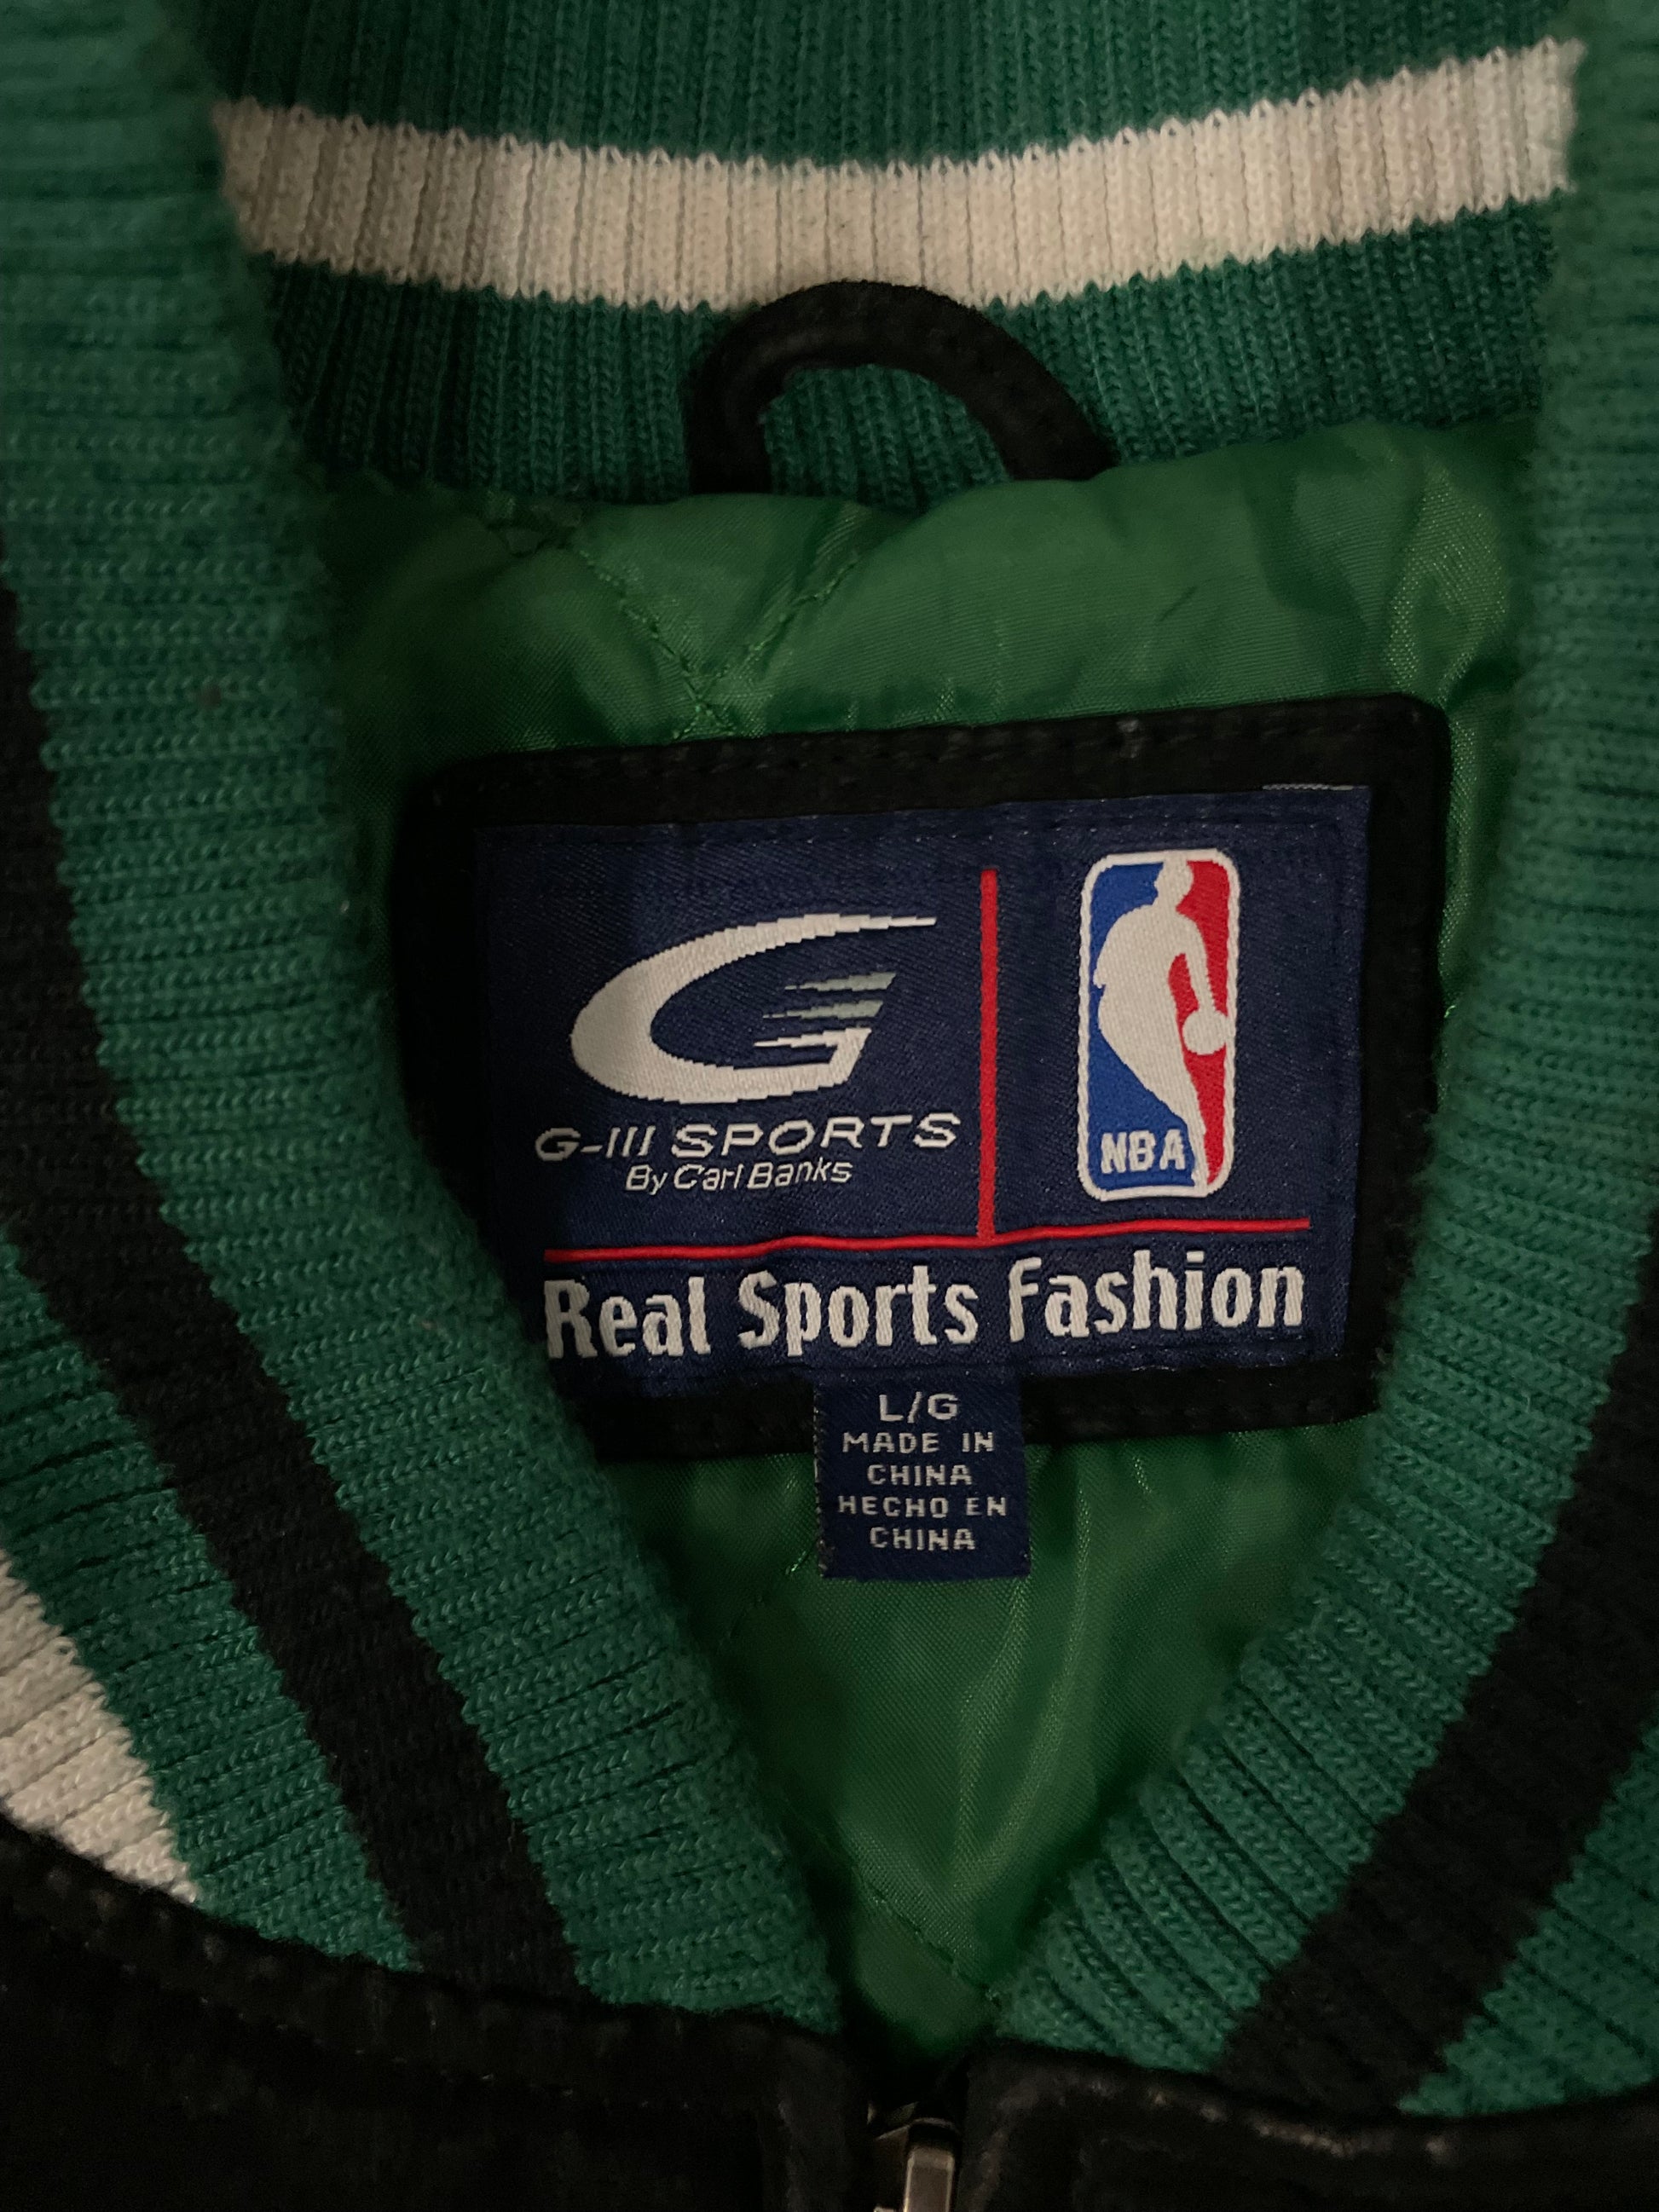 G-III SPORTS
By Carl Banks
NBA
Real Sports Fashion
L/G
MADE IN
CHINA
HECHO EN
CHINA